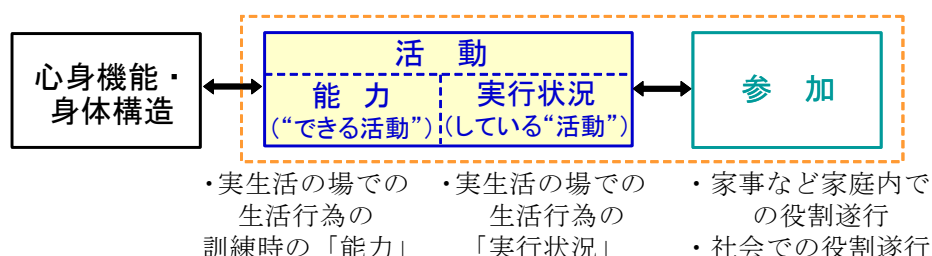 心身機能・
身体構造
活 動
能 力
(“できる活動”)
実行状況
(している“活動”)
参 加
・実生活の場での
生活行為の
訓練時の「能力」
・実生活の場での
生活行為の
「実行状況」
・家事など家庭内で
の役割遂行
・社会での役割遂行